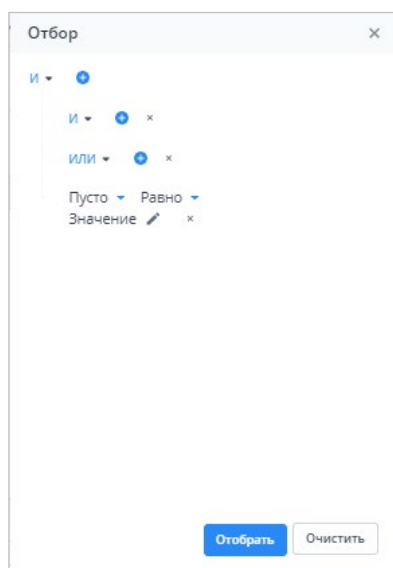 Отбор
И
И
ИЛИ
Пусто Равно
Значение
Отобрать Очистить